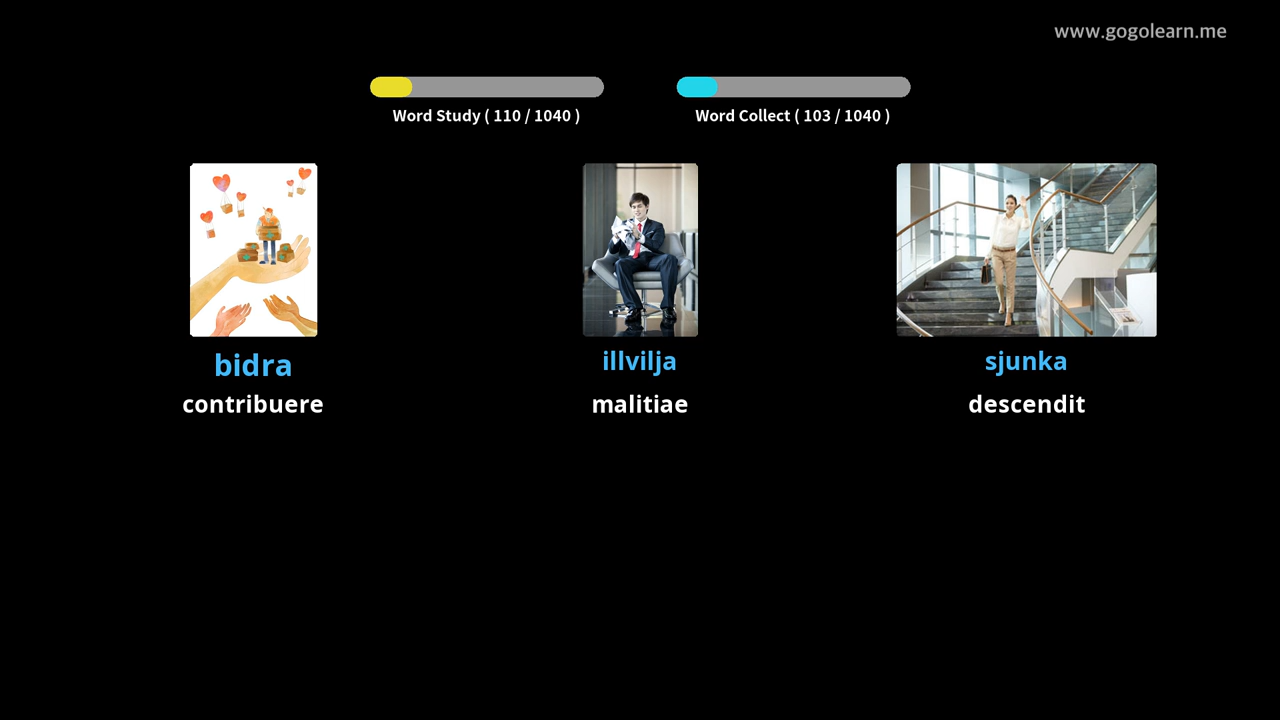 www.gogolearn.me
Word Study ( 110 / 1040 )
Word Collect ( 103 / 1040 )
bidra
illvilja
sjunka
contribuere
malitiae
descendit